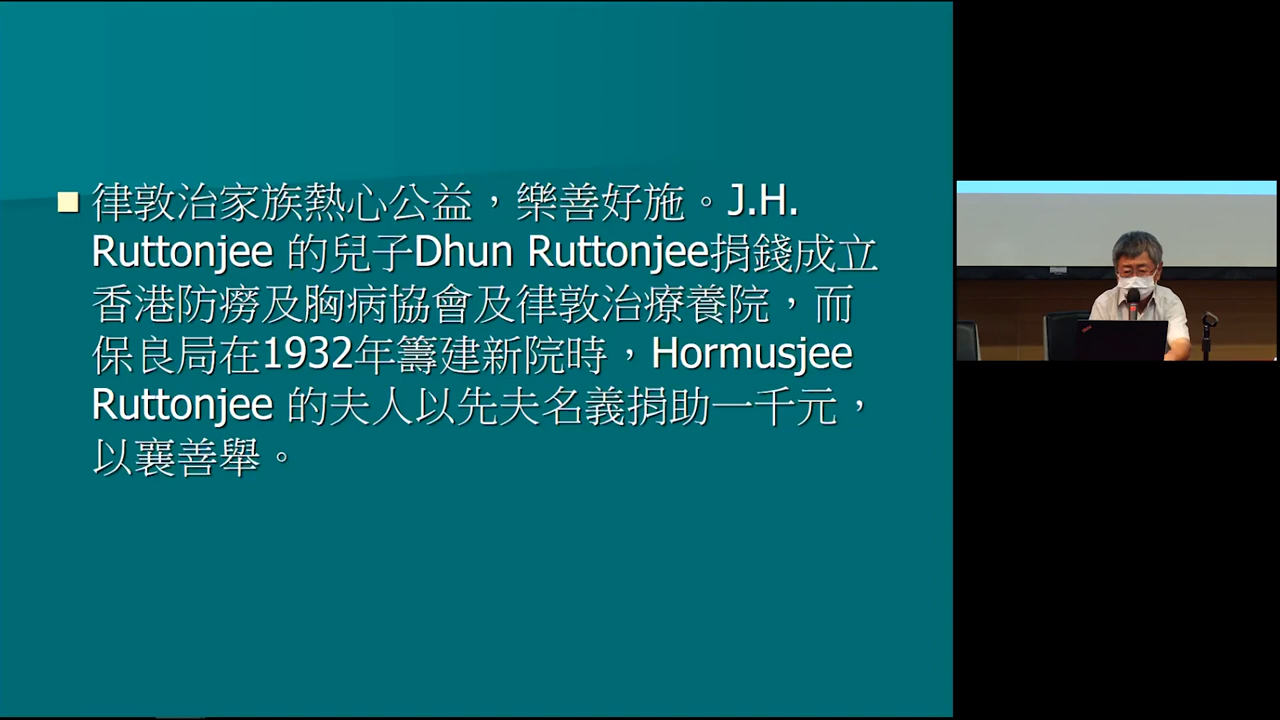 律敦治家族熱心公益，樂善好施。J.H.
Ruttonjee 的兒子Dhun Ruttonjee捐錢成立
香港防癆及胸病協會及律敦治療養院，而
保良局在1932年籌建新院時，Hormusjee
Ruttonjee 的夫人以先夫名義捐助一千元，
以襄善舉。